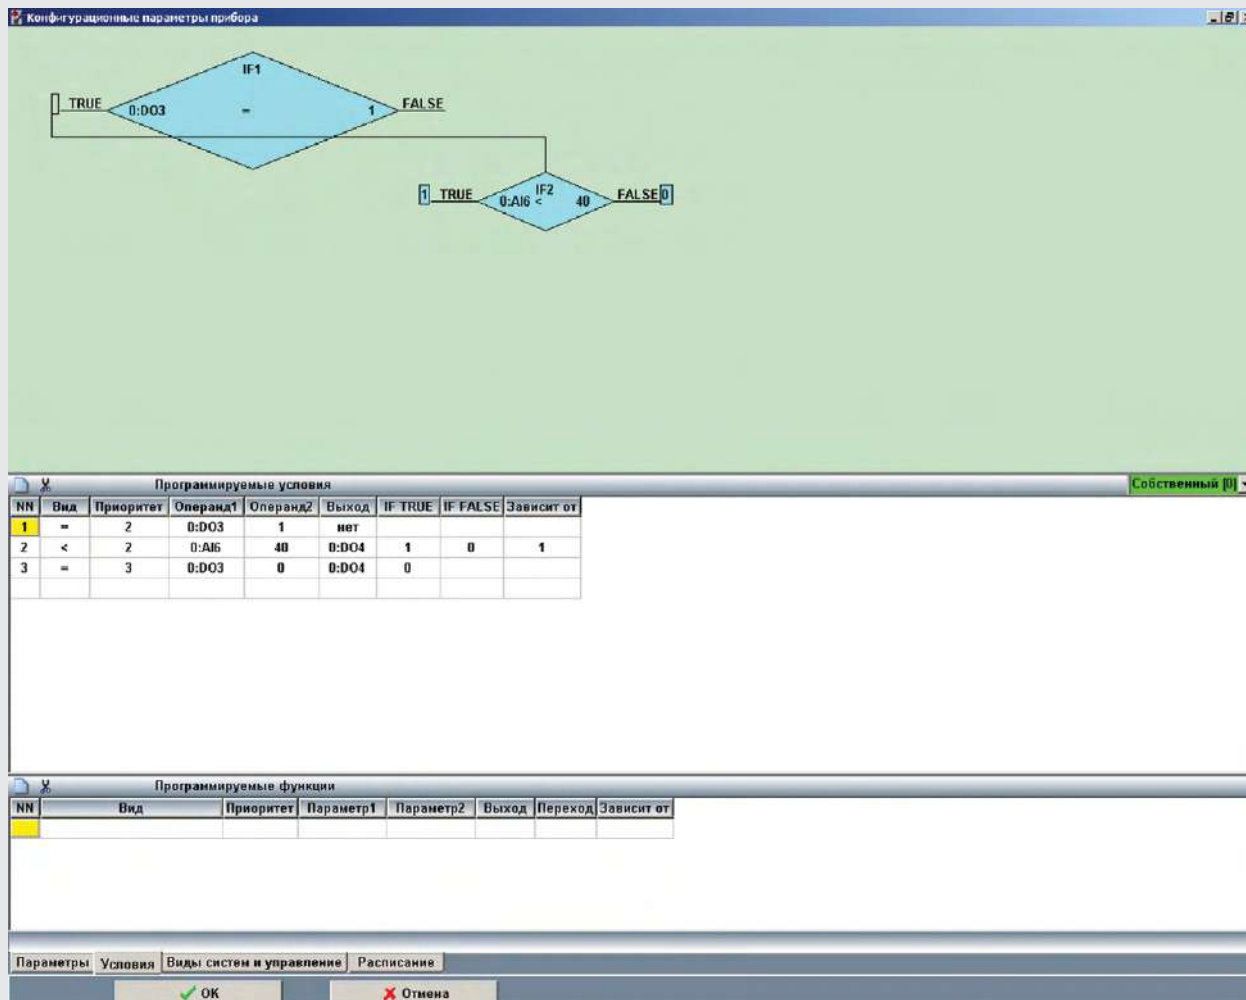 Конфигурационные параметры прибора
IF1
TRUE 0:DO3 = 1 FALSE
1 TRUE 0:AI6 < IF2 40 FALSE 0
Программируемые условия Собственный [0]
NN Вид Приоритет Операнд1 Операнд2 Выход IF TRUE IF FALSE Зависит от
1 = 2 0:DO3 1 нет
2 < 2 0:AI6 40 0:DO4 1 0 1
3 = 3 0:DO3 0 0:DO4 0
Программируемые функции
NN Вид Приоритет Параметр1 Параметр2 Выход Переход Зависит от
Параметры Условия Виды систем и управление Расписание
ОК Отмена